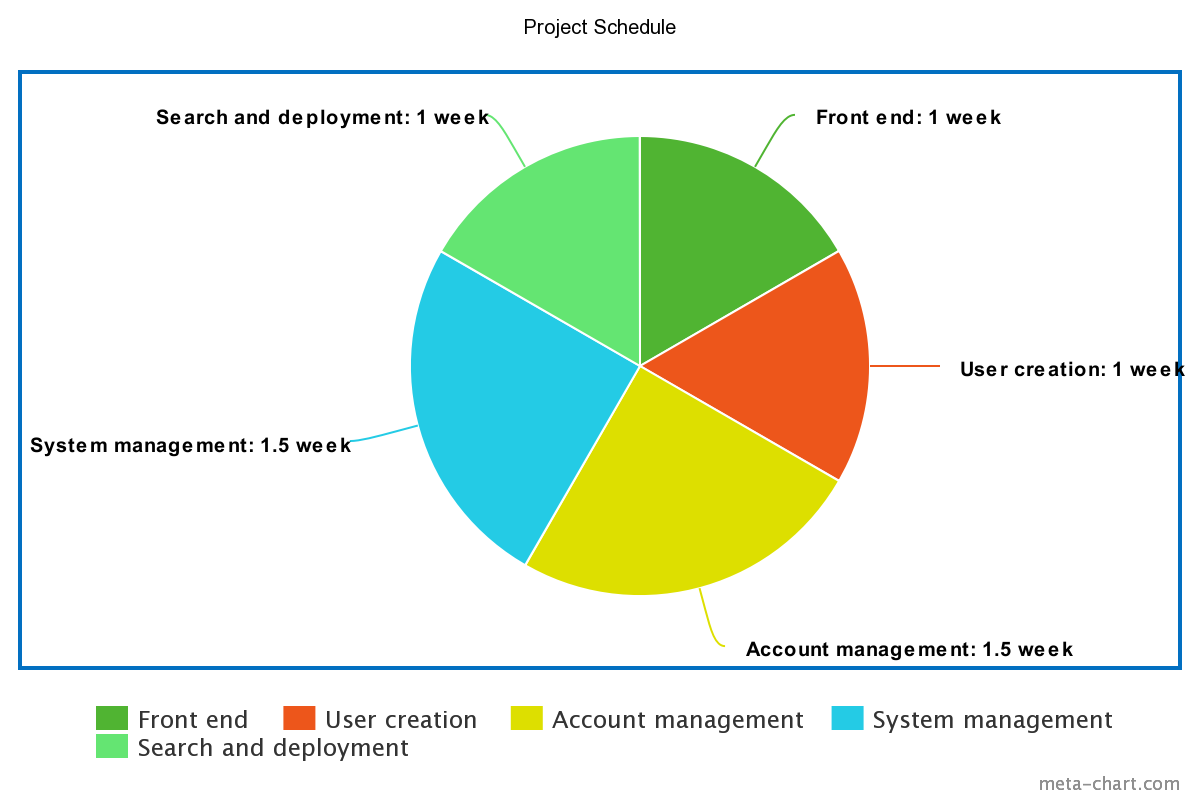 Project Schedule
Search and deployment: 1 week
Front end: 1 week
User creation: 1 week
System management: 1.5 week
Account management: 1.5 week
Front end
User creation
Account management
System management
Search and deployment
meta-chart.com